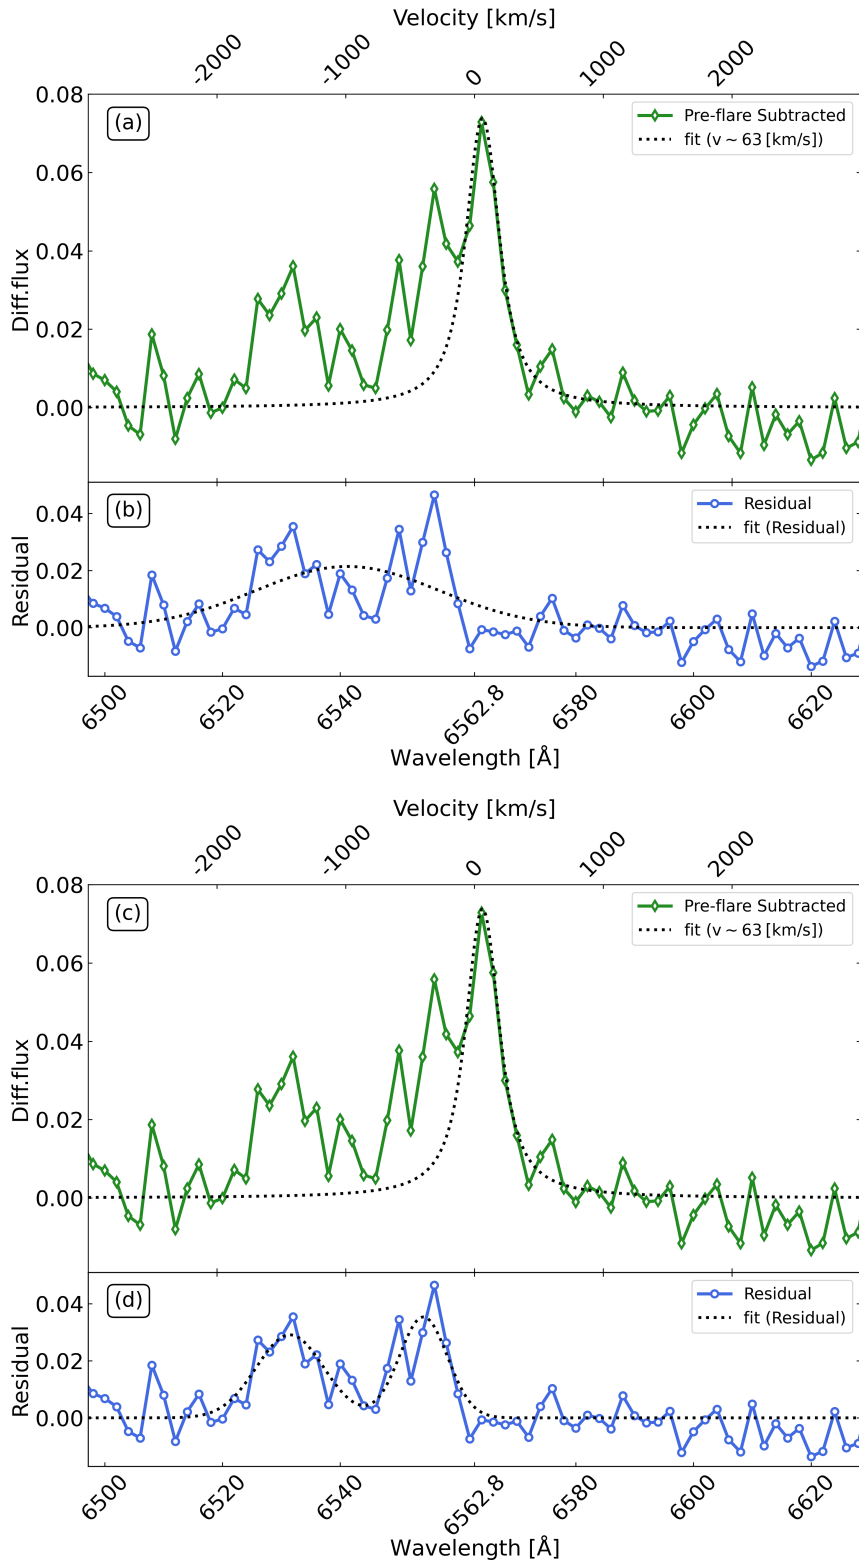 Velocity [km/s]
-2000 -1000 0 1000 2000
0.08
(a)
Pre-flare Subtracted
fit (v ~ 63 [km/s])
0.06
0.04
Diff.flux
0.02
0.00
(b)
Residual
fit (Residual)
0.04
Residual
0.02
0.00
6500 6520 6540 6562.8 6580 6600 6620
Wavelength [Å]
Velocity [km/s]
-2000 -1000 0 1000 2000
0.08
(c)
Pre-flare Subtracted
fit (v ~ 63 [km/s])
0.06
0.04
Diff.flux
0.02
0.00
(d)
Residual
fit (Residual)
0.04
Residual
0.02
0.00
6500 6520 6540 6562.8 6580 6600 6620
Wavelength [Å]